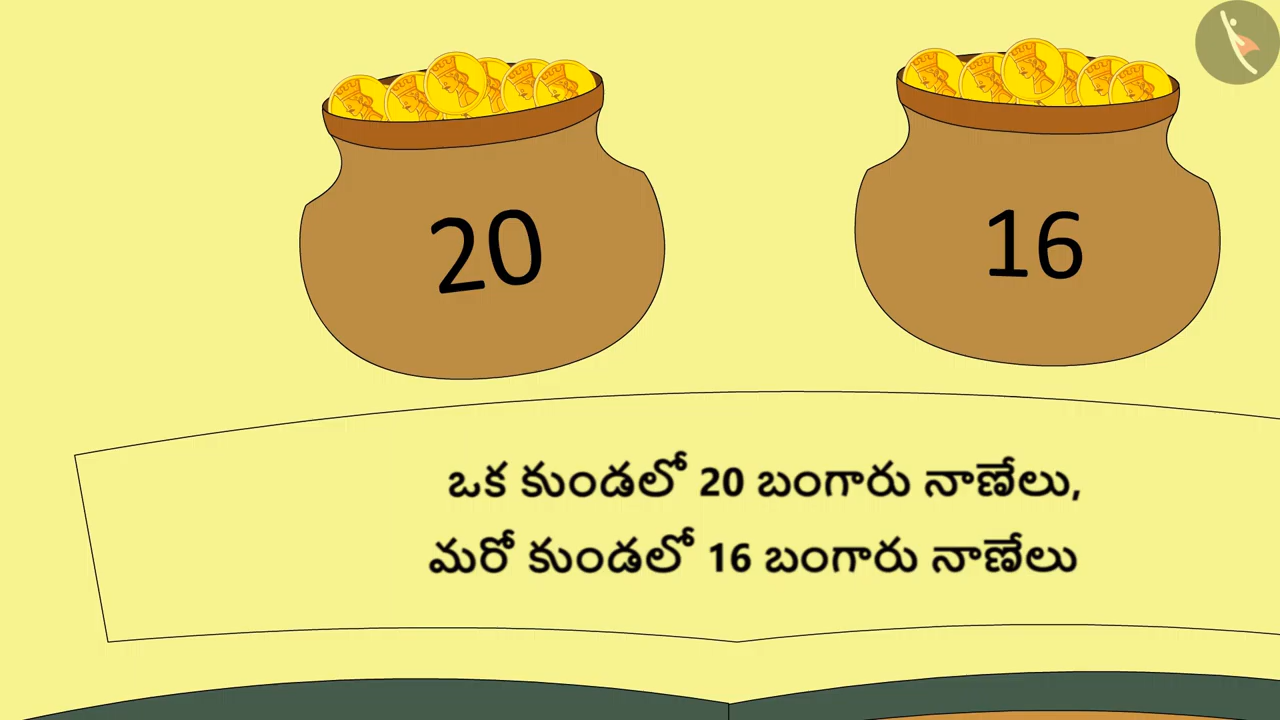 20
16
ఒక కుండలో 20 బంగారు నాణేలు,
మరో కుండలో 16 బంగారు నాణేలు